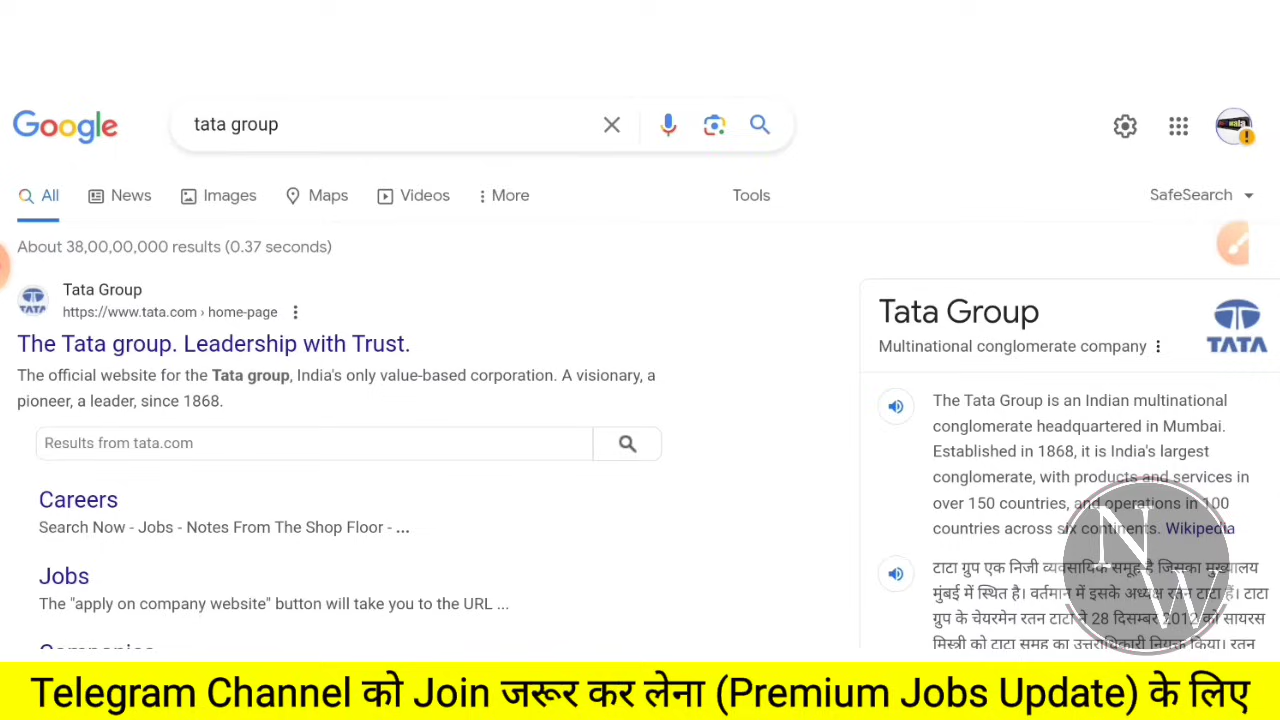 Google
tata group
All
News
Images
Maps
Videos
More
Tools
SafeSearch
About 38,00,00,000 results (0.37 seconds)
TATA
Tata Group
https://www.tata.com › home-page
The Tata group. Leadership with Trust.
The official website for the Tata group, India's only value-based corporation. A visionary, a
pioneer, a leader, since 1868.
Results from tata.com
Careers
Search Now - Jobs - Notes From The Shop Floor - ...
Jobs
The "apply on company website" button will take you to the URL ...
Tata Group
Multinational conglomerate company
TATA
The Tata Group is an Indian multinational
conglomerate headquartered in Mumbai.
Established in 1868, it is India's largest
conglomerate, with products and services in
over 150 countries, and operations in 100
countries across six continents. Wikipedia
टाटा ग्रुप एक निजी व्यवसायिक समूह है जिसका मुख्यालय
मुंबई में स्थित है। वर्तमान में इसके अध्यक्ष रतन टाटा हैं। टाटा
ग्रुप के चेयरमेन रतन टाटा ने 28 दिसम्बर 2012 को सायरस
मिस्त्री को टाटा समूह का उत्तराधिकारी नियुक्त किया। रतन
NW
Telegram Channel को Join जरूर कर लेना (Premium Jobs Update) के लिए